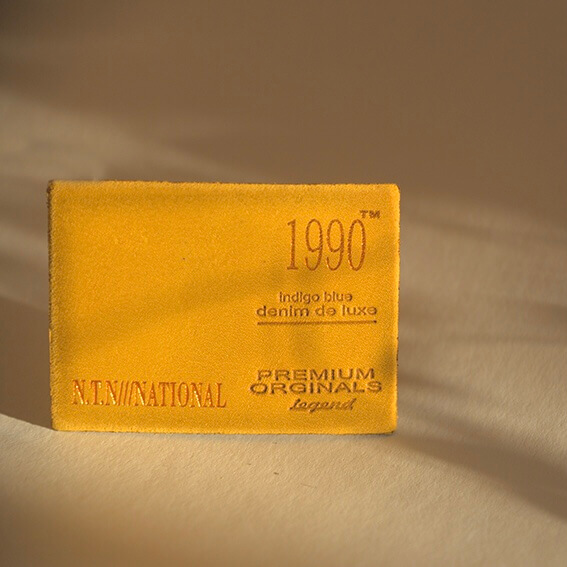 1990™
indigo blue
denim de luxe
PREMIUM
ORGINALS
legend
N.T.N///NATIONAL